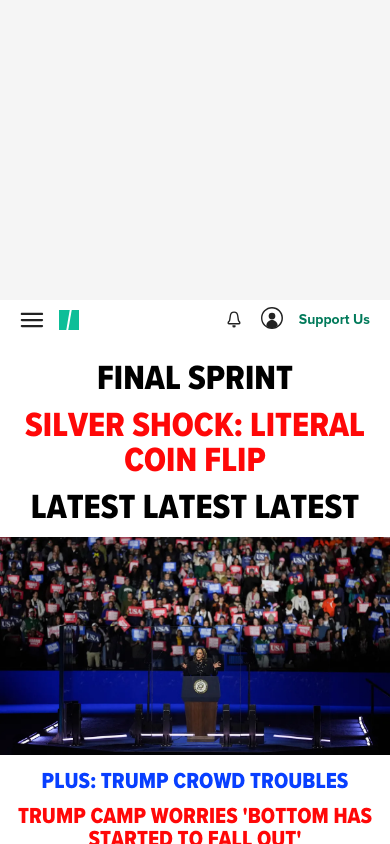 Support Us
FINAL SPRINT
SILVER SHOCK: LITERAL
COIN FLIP
LATEST LATEST LATEST
PLUS: TRUMP CROWD TROUBLES
TRUMP CAMP WORRIES 'BOTTOM HAS
STARTED TO FALL OUT'